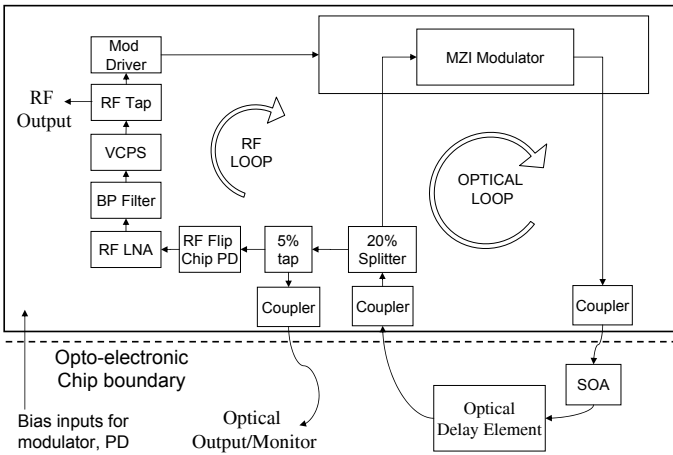 Mod
Driver
MZI Modulator
RF Tap
RF
Output
VCPS
RF
LOOP
OPTICAL
LOOP
BP Filter
RF LNA
RF Flip
Chip PD
5%
tap
20%
Splitter
Coupler
Coupler
Coupler
Opto-electronic
Chip boundary
SOA
Bias inputs for
modulator, PD
Optical
Output/Monitor
Optical
Delay Element